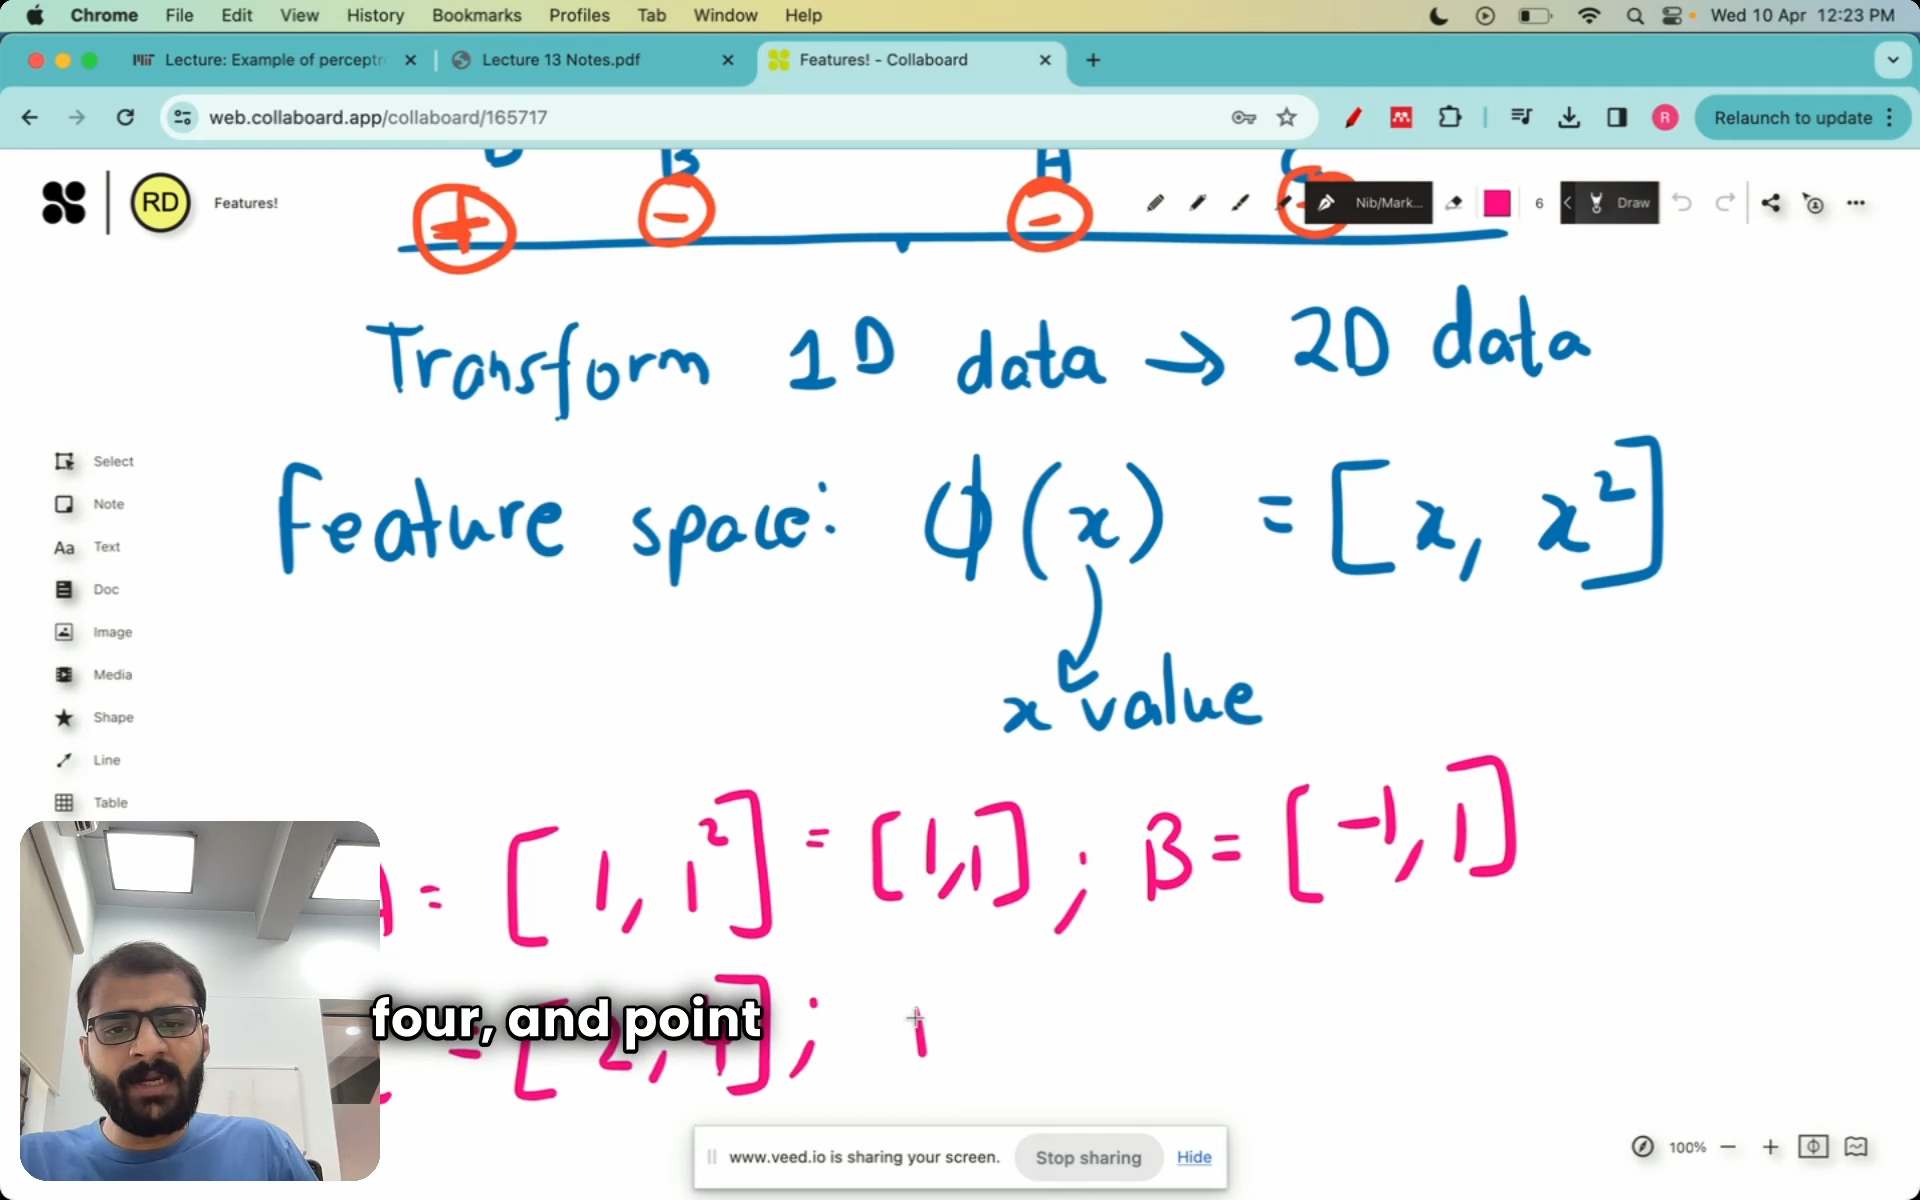 Chrome File Edit View History Bookmarks Profiles Tab Window Help Wed 10 Apr 12:23 PM
Lecture: Example of perceptr Lecture 13 Notes.pdf Features! - Collaboard
web.collaboard.app/collaboard/165717 R Relaunch to update
B A
RD Features! Nib/Mark... 6 Draw
+ - -
Transform 1D data → 2D data
Feature space: ϕ(x) = [x, x²]
x value
Select
Note
Aa Text
Doc
Image
Media
Shape
Line
Table
= [1, 1²] = [1,1]; B = [-1, 1]
= [2, 4];
four, and point
www.veed.io is sharing your screen. Stop sharing Hide
100%